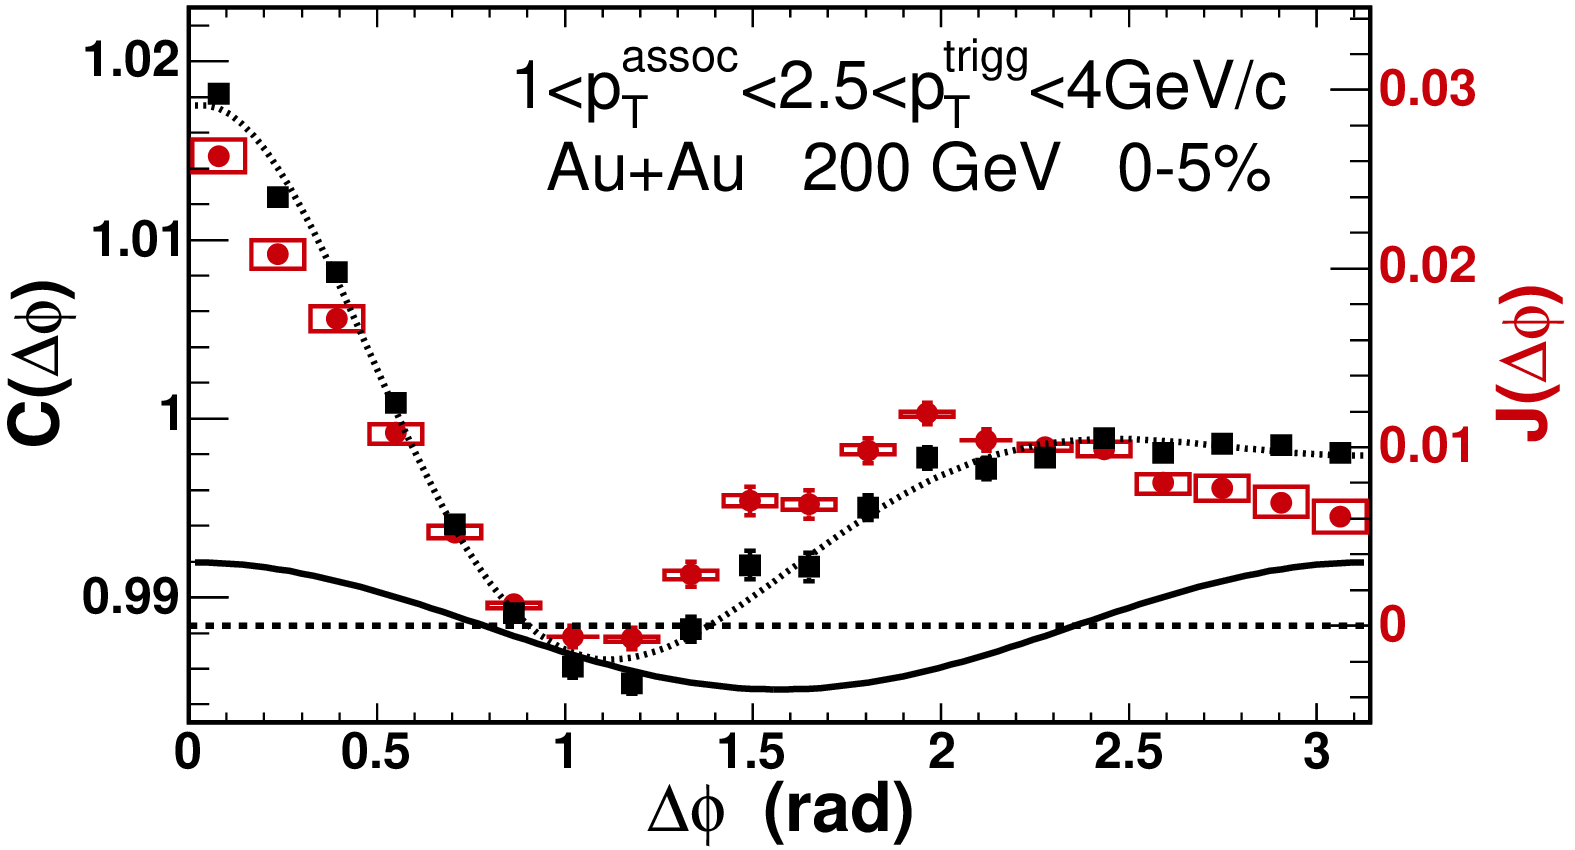 1<p_T^assoc<2.5<p_T^trigg<4GeV/c
Au+Au 200 GeV 0-5%
C(Δϕ)
1.02
1.01
1
0.99
0.03
0.02
0.01
0
J(Δϕ)
0 0.5 1 1.5 2 2.5 3
Δϕ (rad)